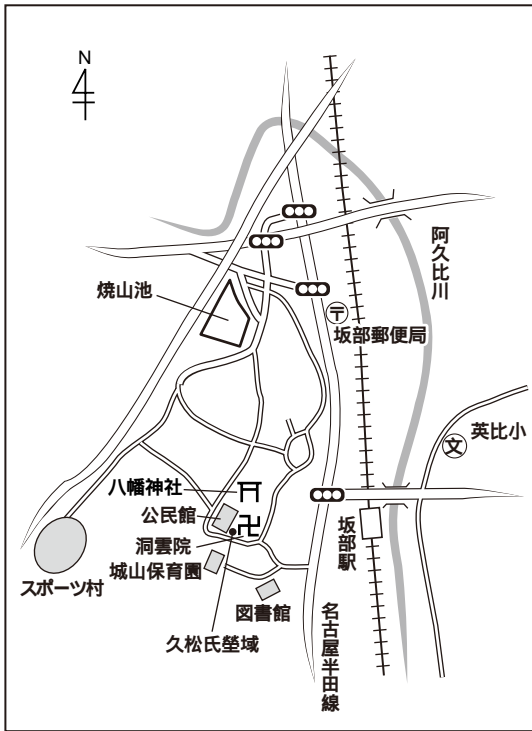 N
阿久比川
焼山池
〒
坂部郵便局
英比小
文
八幡神社
公民館
卍
洞雲院
坂部駅
城山保育園
スポーツ村
図書館
名古屋半田線
久松氏塋域